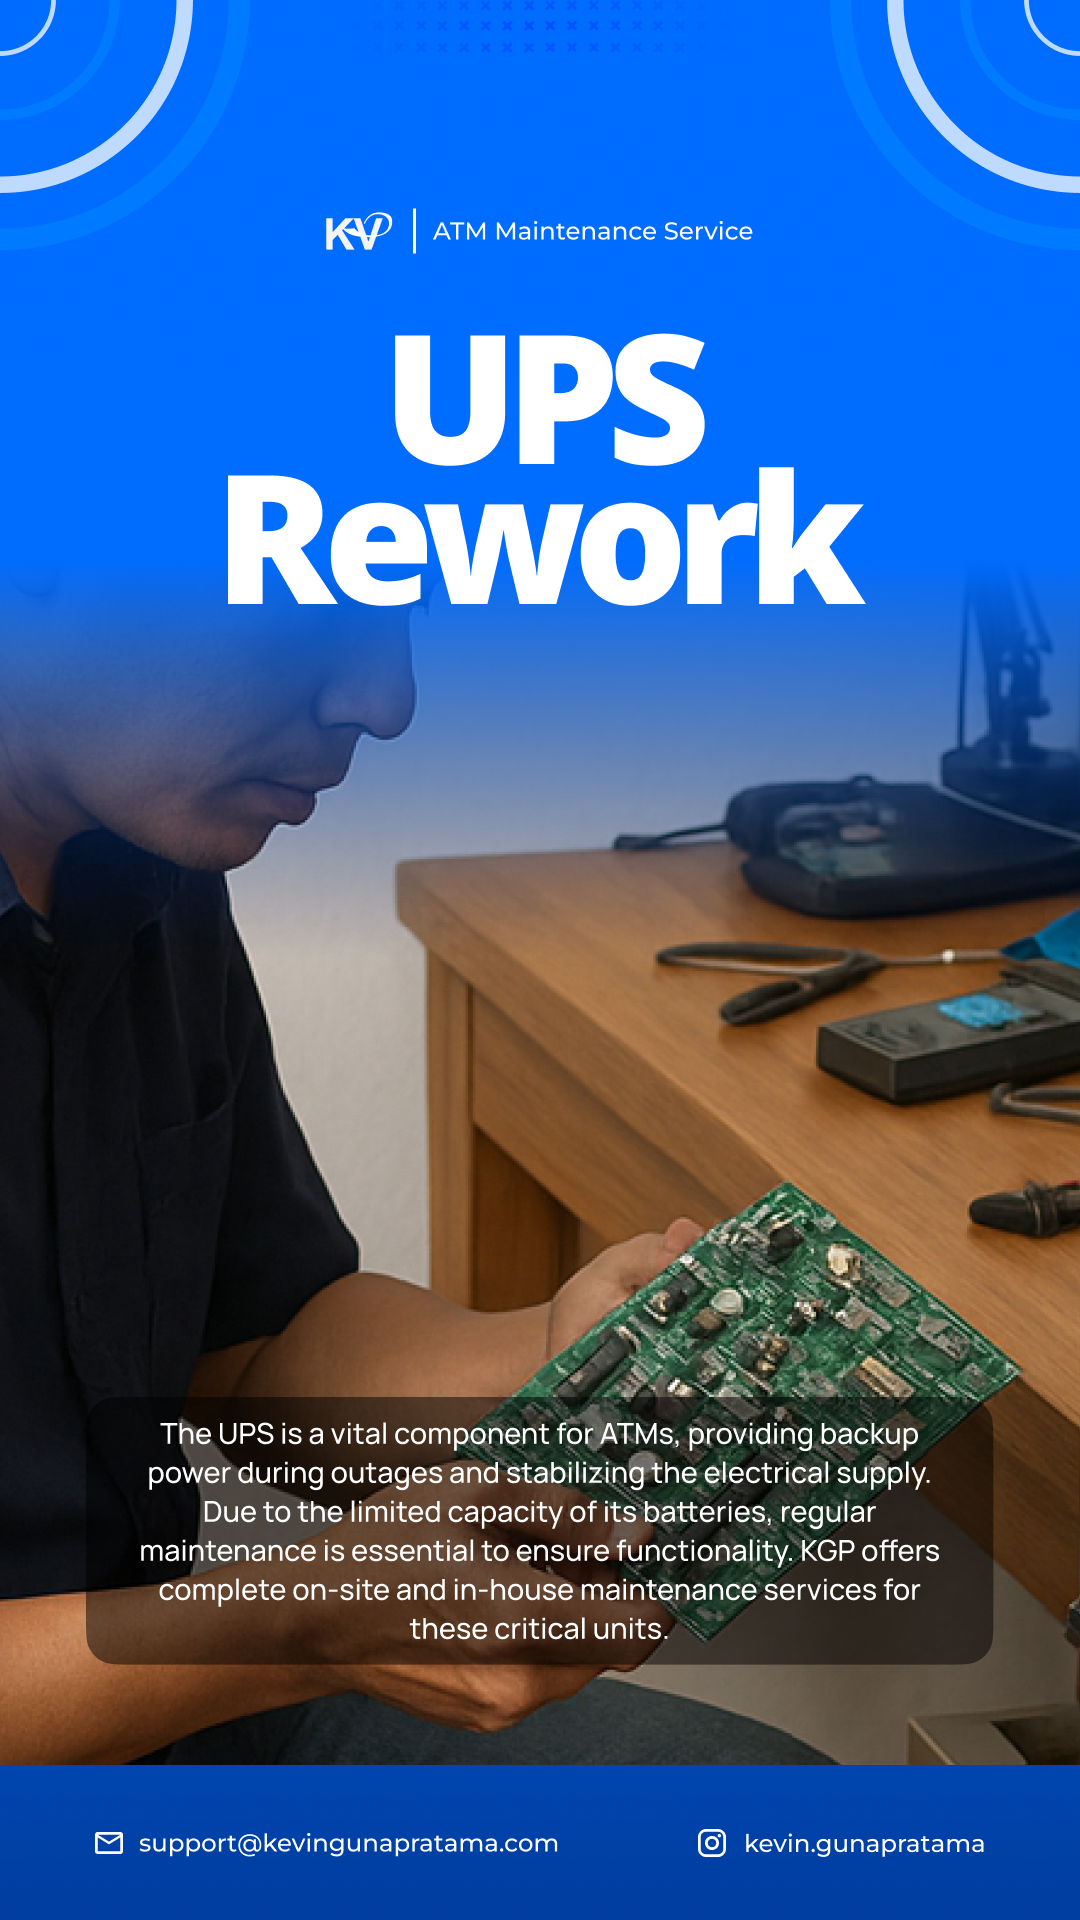 KVP
ATM Maintenance Service
UPS
Rework
The UPS is a vital component for ATMs, providing backup
power during outages and stabilizing the electrical supply.
Due to the limited capacity of its batteries, regular
maintenance is essential to ensure functionality. KGP offers
complete on-site and in-house maintenance services for
these critical units.
support@kevingunapratama.com
kevin.gunapratama